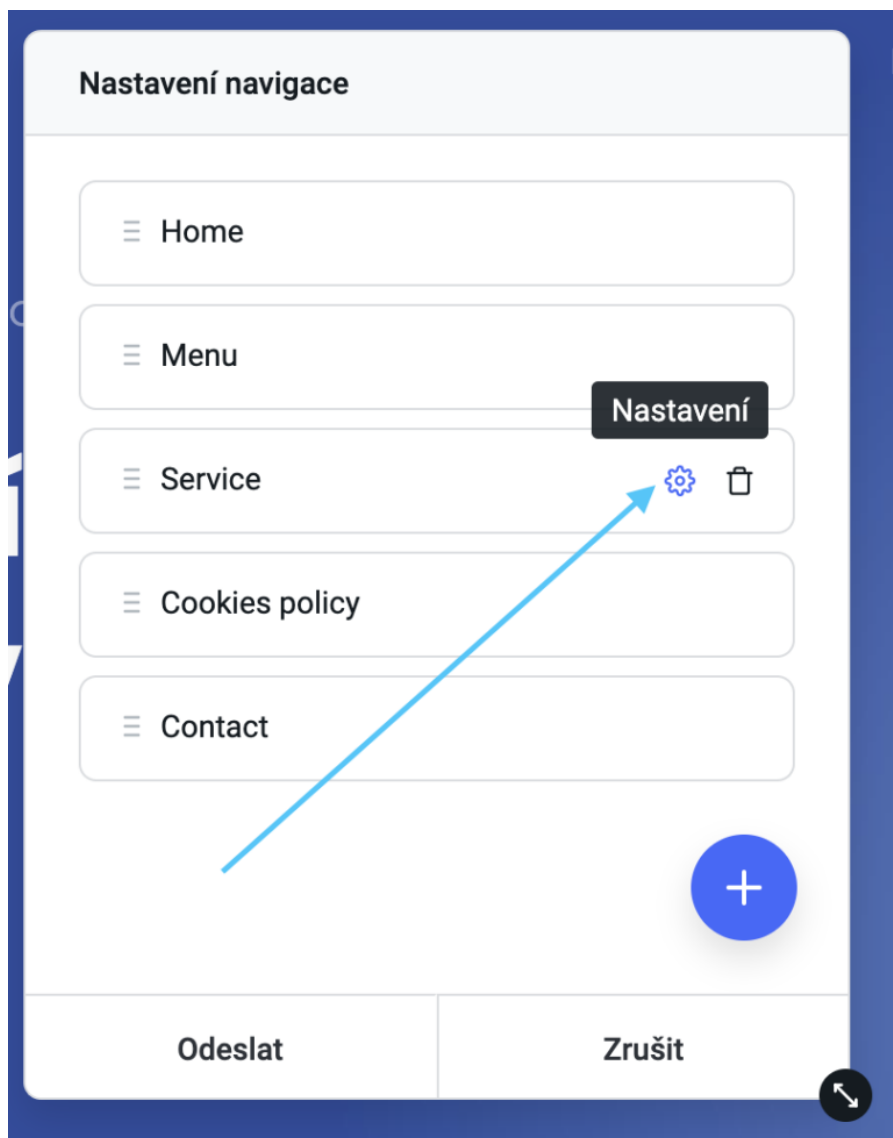 Nastavení navigace
Home
Menu
Nastavení
Service
Cookies policy
Contact
Odeslat
Zrušit